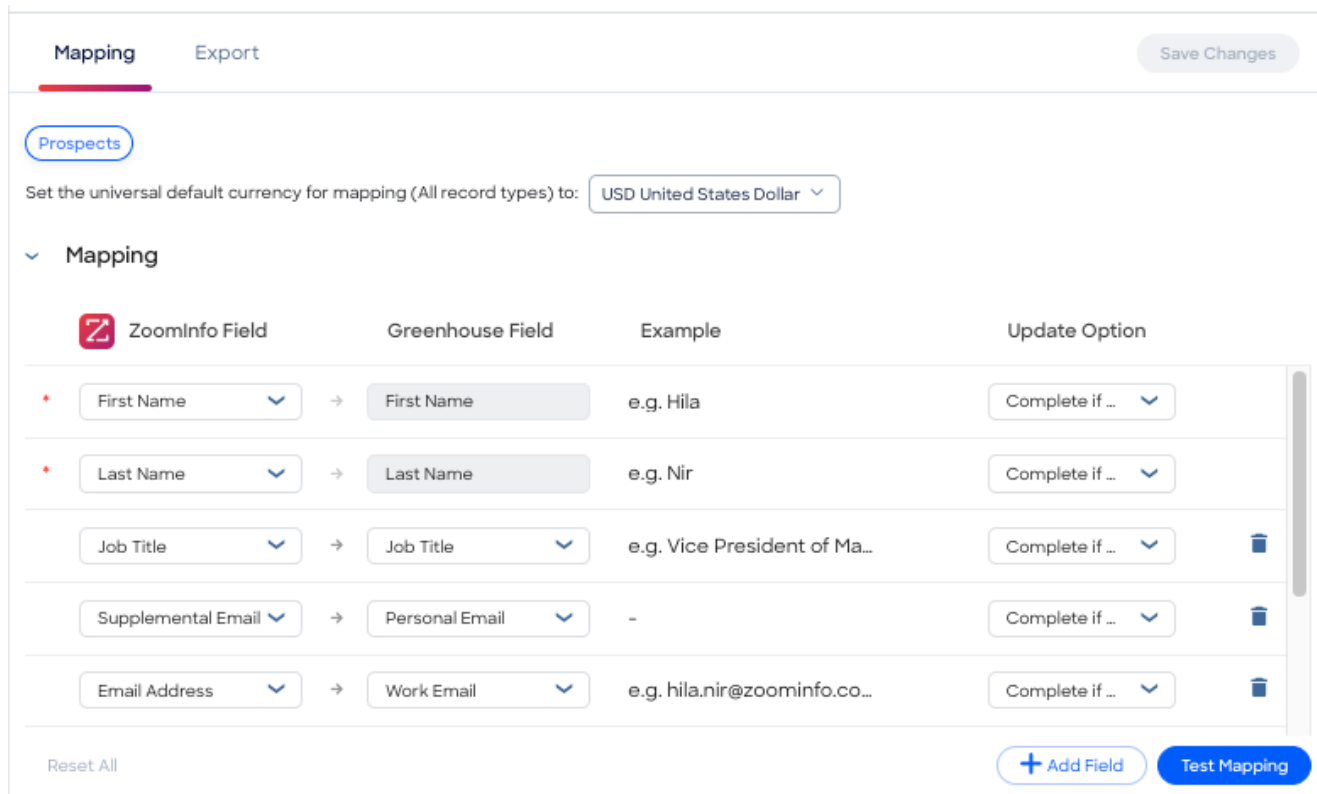 Mapping Export Save Changes
Prospects
Set the universal default currency for mapping (All record types) to: USD United States Dollar
Mapping
ZoomInfo Field Greenhouse Field Example Update Option
* First Name → First Name e.g. Hila Complete if ...
* Last Name → Last Name e.g. Nir Complete if ...
Job Title → Job Title e.g. Vice President of Ma... Complete if ...
Supplemental Email → Personal Email - Complete if ...
Email Address → Work Email e.g. hila.nir@zoominfo.co... Complete if ...
Reset All + Add Field Test Mapping